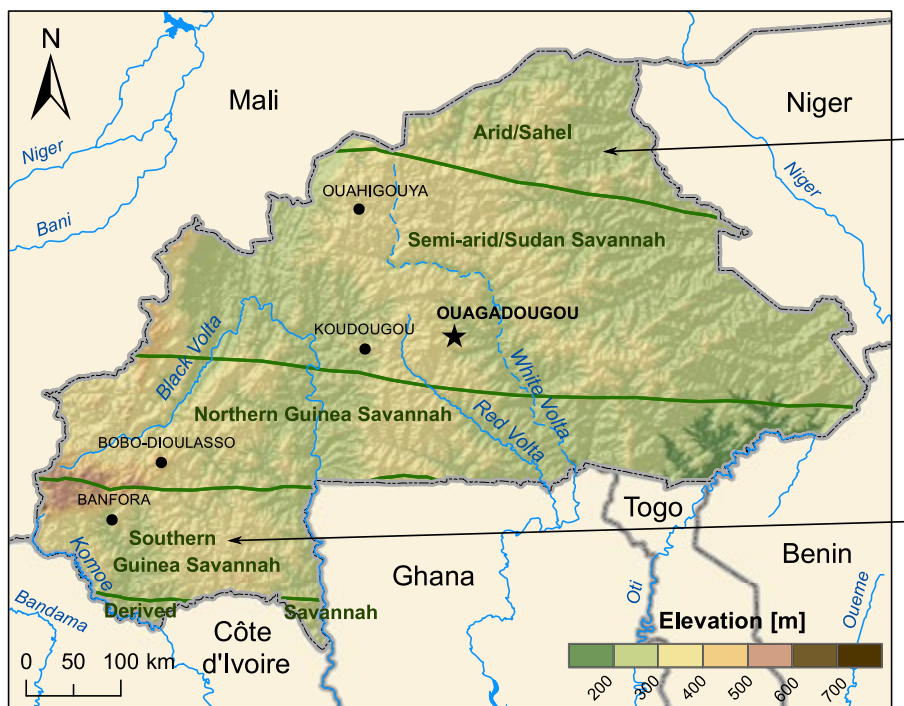 N
Mali
Niger
Niger
Bani
Niger
Arid/Sahel
OUAHIGOUYA
Semi-arid/Sudan Savannah
OUAGADOUGOU
KOUDOUGOU
Black Volta
White Volta
Red Volta
Northern Guinea Savannah
BOBO-DIOULASSO
BANFORA
Southern
Guinea Savannah
Komoe
Derived
Savannah
Bandama
Côte
d'Ivoire
Ghana
Togo
Benin
Oti
Oueme
0 50 100 km
Elevation [m]
200 300 400 500 600 700